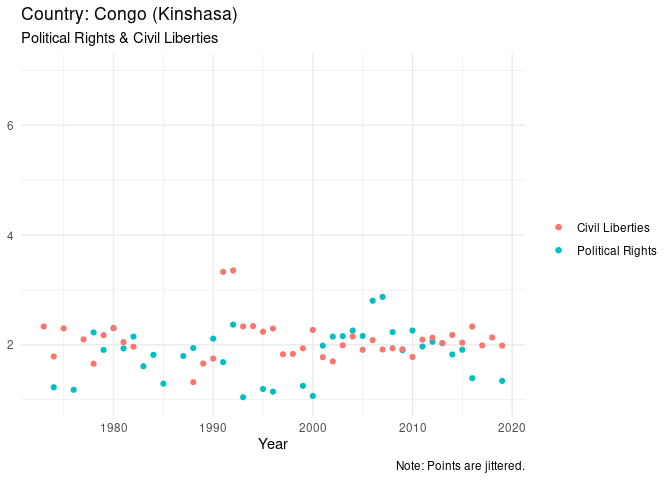 Country: Congo (Kinshasa)
Political Rights & Civil Liberties
6
4
2
Civil Liberties
Political Rights
1980
1990
2000
2010
2020
Year
Note: Points are jittered.